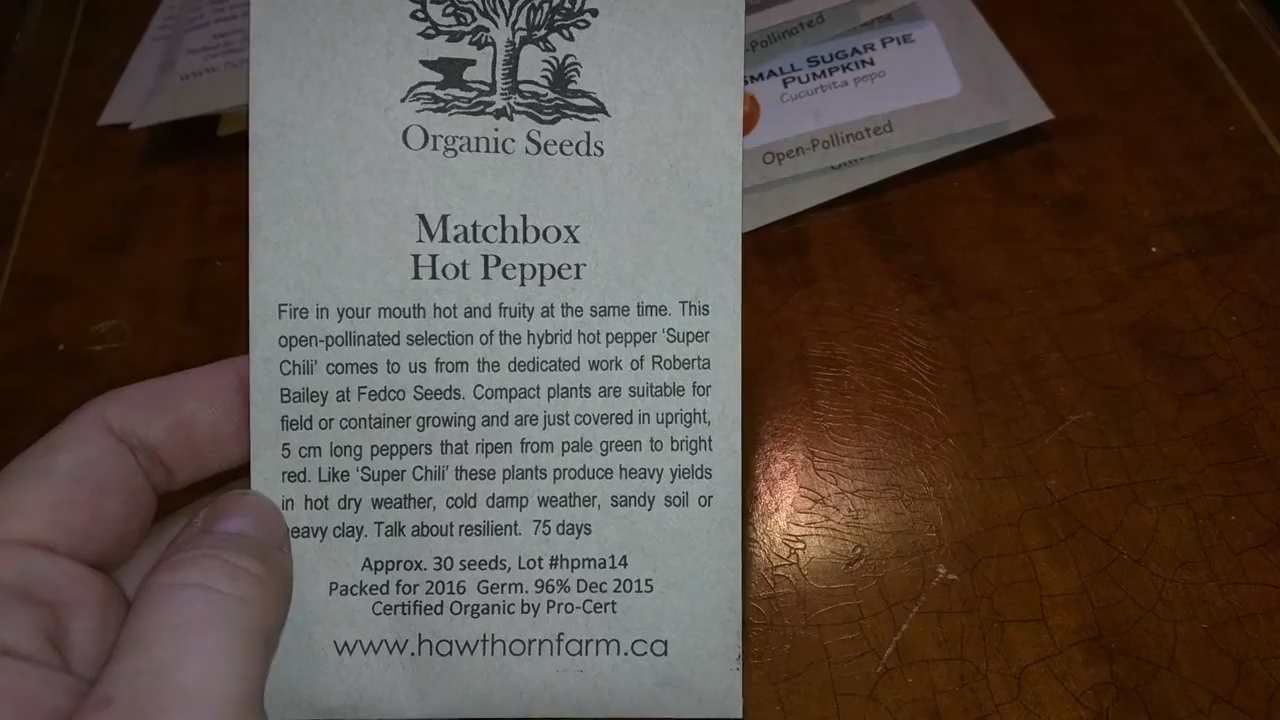 Organic Seeds
Matchbox
Hot Pepper
Fire in your mouth hot and fruity at the same time. This
open-pollinated selection of the hybrid hot pepper ‘Super
Chili’ comes to us from the dedicated work of Roberta
Bailey at Fedco Seeds. Compact plants are suitable for
field or container growing and are just covered in upright,
5 cm long peppers that ripen from pale green to bright
red. Like ‘Super Chili’ these plants produce heavy yields
in hot dry weather, cold damp weather, sandy soil or
eavy clay. Talk about resilient. 75 days
Approx. 30 seeds, Lot #hpma14
Packed for 2016 Germ. 96% Dec 2015
Certified Organic by Pro-Cert
www.hawthornfarm.ca
-Pollinated
SMALL SUGAR PIE
PUMPKIN
Cucurbita pepo
Open-Pollinated